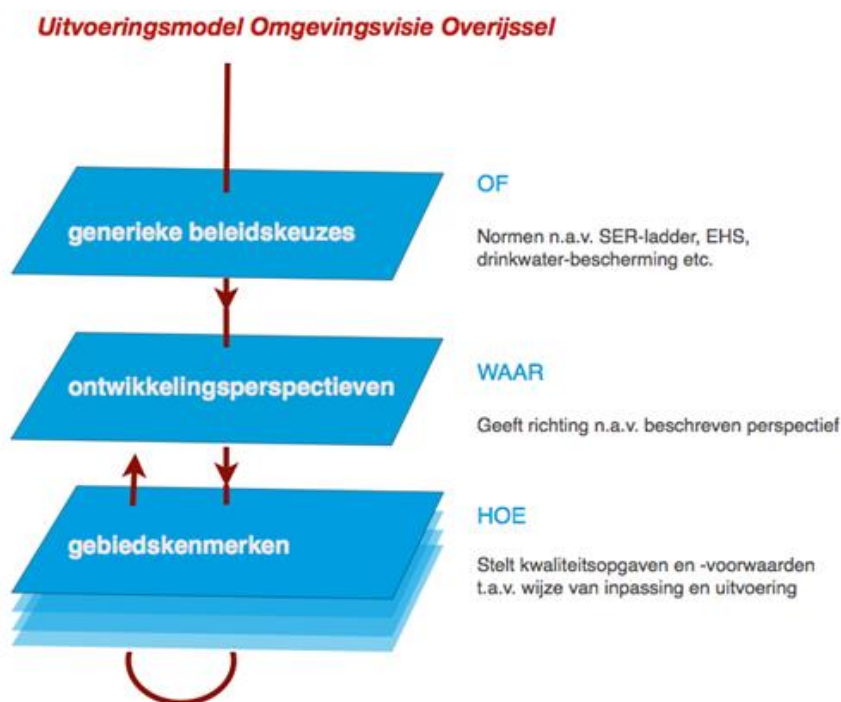 Uitvoeringsmodel Omgevingsvisie Overijssel
generieke beleidskeuzes
OF
Normen n.a.v. SER-ladder, EHS,
drinkwater-bescherming etc.
ontwikkelingsperspectieven
WAAR
Geeft richting n.a.v. beschreven perspectief
gebiedskenmerken
HOE
Stelt kwaliteitsopgaven en -voorwaarden
t.a.v. wijze van inpassing en uitvoering